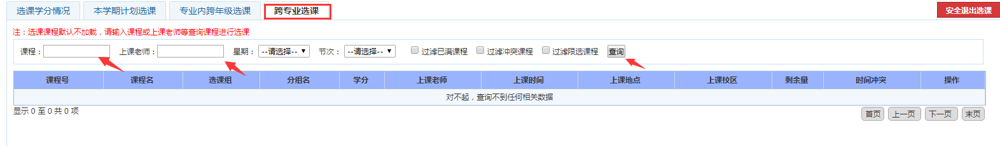 选课学分情况 本学期计划选课 专业内跨年级选课 跨专业选课 安全退出选课
注：选课课程默认不加载，请输入课程或上课老师等查询课程进行选课
课程： 上课老师： 星期： --请选择-- 节次： --请选择-- 过滤已满课程 过滤冲突课程 过滤限选课程 查询
课程号 课程名 选课组 分组名 学分 上课老师 上课时间 上课地点 上课校区 剩余量 时间冲突 操作
对不起，查询不到任何相关数据
显示 0 至 0 共 0 项 首页 上一页 下一页 末页